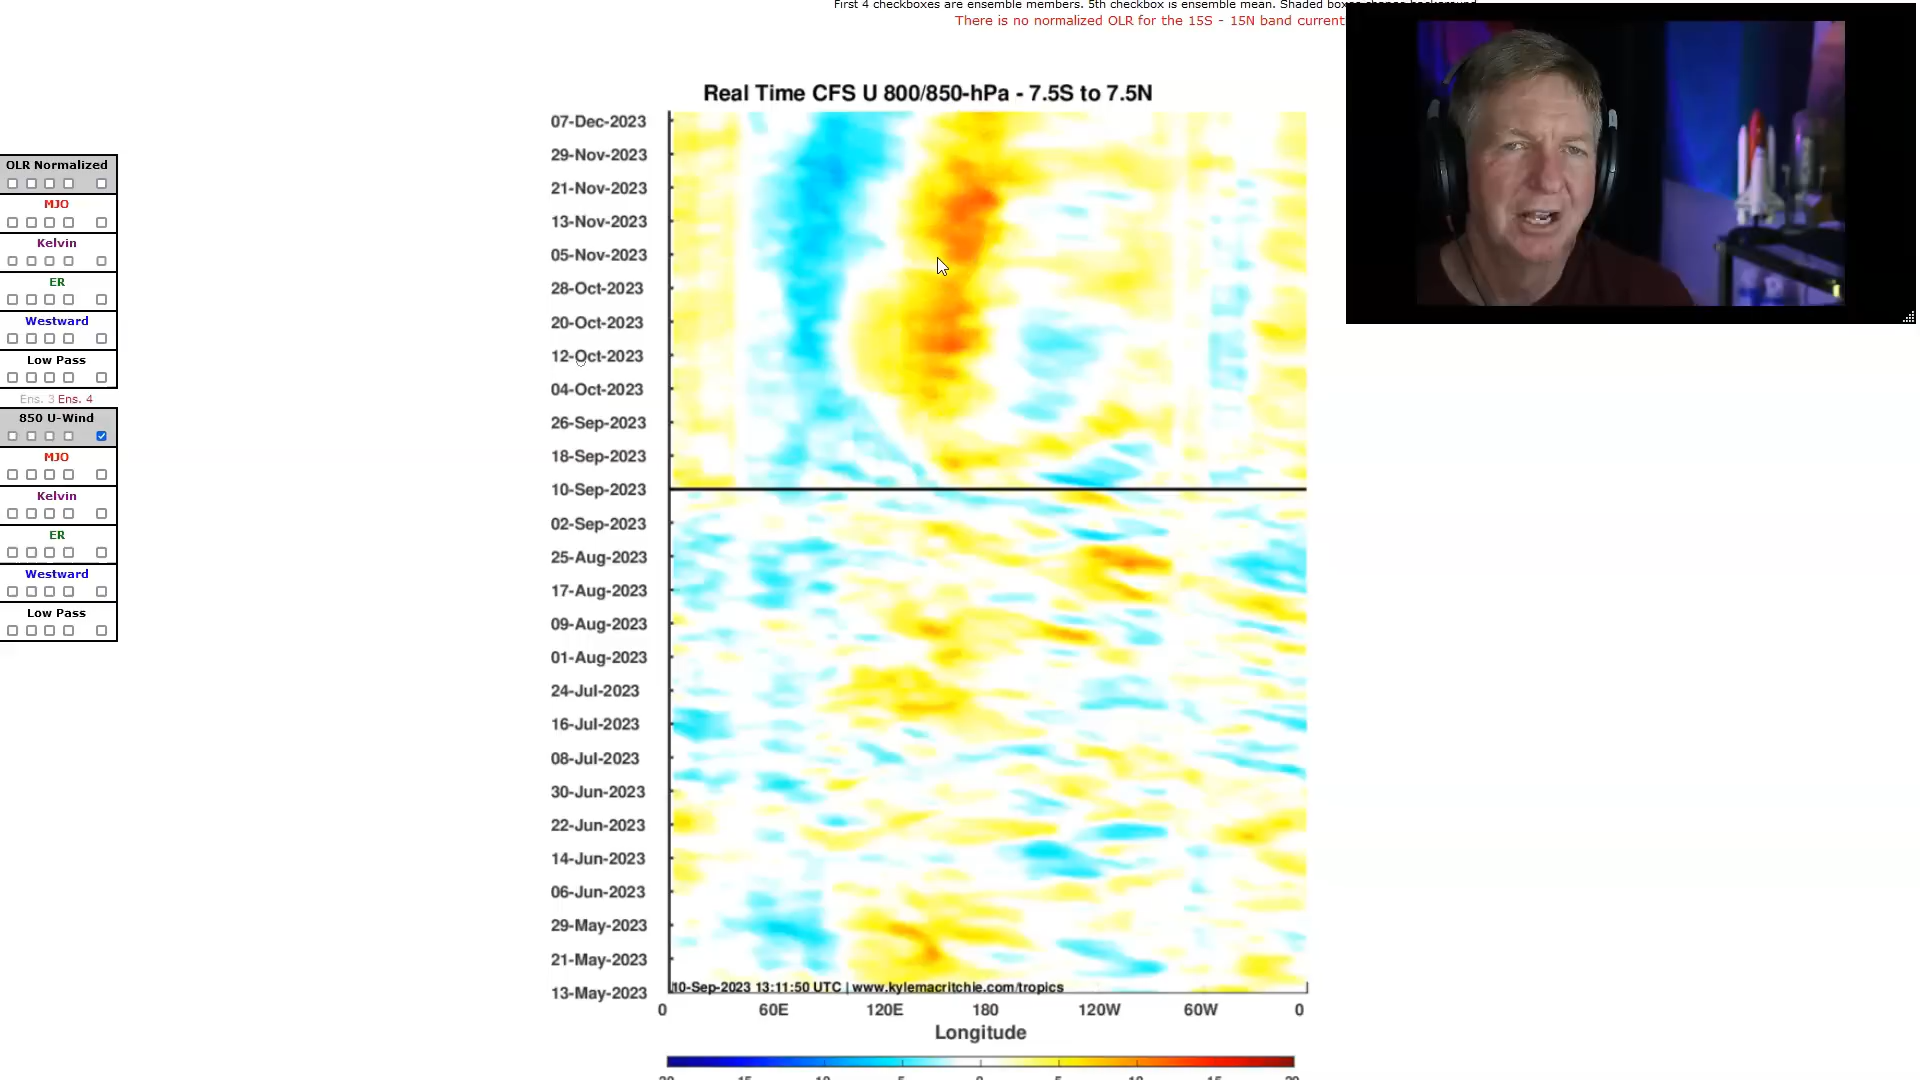 First 4 checkboxes are ensemble members. 5th checkbox is ensemble mean. Shaded boxes change background
There is no normalized OLR for the 15S - 15N band current
Real Time CFS U 800/850-hPa - 7.5S to 7.5N
07-Dec-2023
29-Nov-2023
21-Nov-2023
13-Nov-2023
05-Nov-2023
28-Oct-2023
20-Oct-2023
12-Oct-2023
04-Oct-2023
26-Sep-2023
18-Sep-2023
10-Sep-2023
02-Sep-2023
25-Aug-2023
17-Aug-2023
09-Aug-2023
01-Aug-2023
24-Jul-2023
16-Jul-2023
08-Jul-2023
30-Jun-2023
22-Jun-2023
14-Jun-2023
06-Jun-2023
29-May-2023
21-May-2023
13-May-2023
10-Sep-2023 13:11:50 UTC | www.kylemacritchie.com/tropics
0 60E 120E 180 120W 60W 0
Longitude
OLR Normalized
MJO
Kelvin
ER
Westward
Low Pass
Ens. 3 Ens. 4
850 U-Wind
MJO
Kelvin
ER
Westward
Low Pass